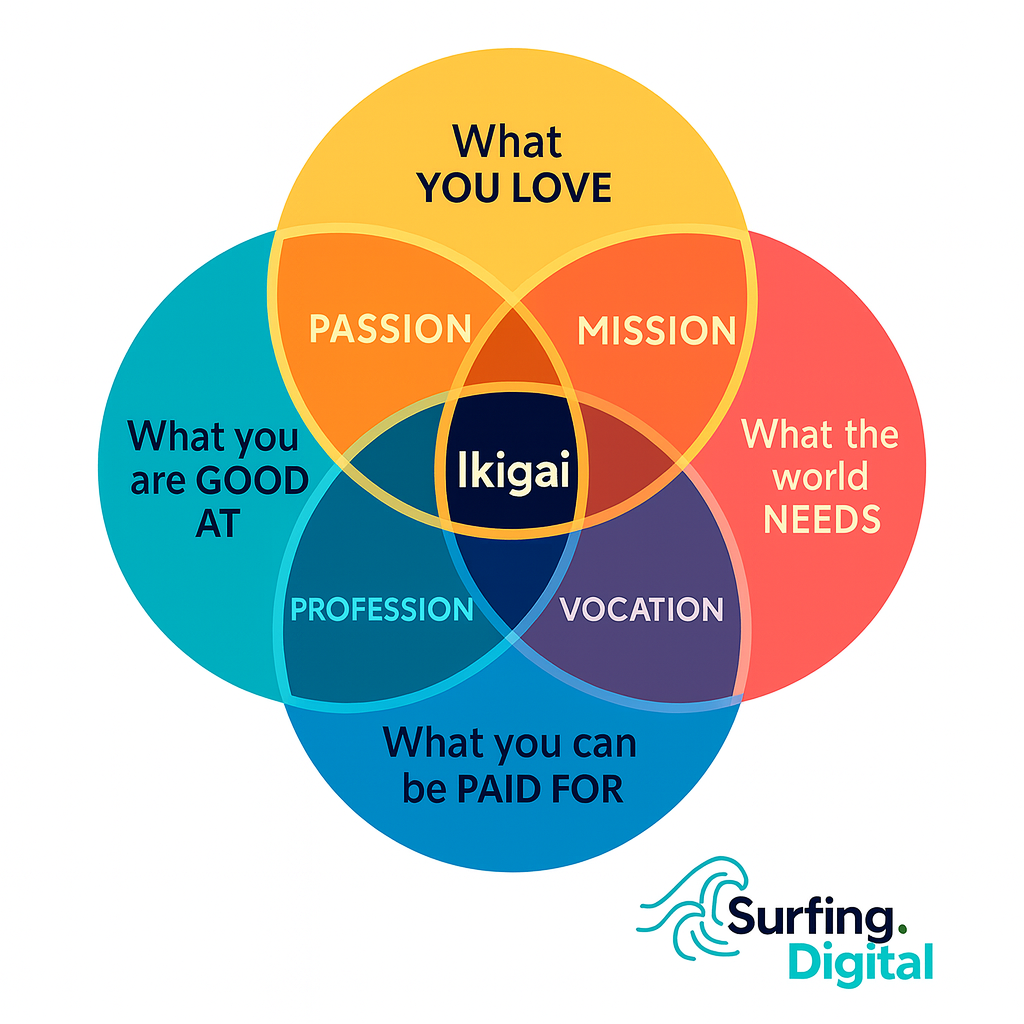 What
YOU LOVE
PASSION
MISSION
What you
are GOOD
AT
Ikigai
What the
world
NEEDS
PROFESSION
VOCATION
What you can
be PAID FOR
Surfing.
Digital